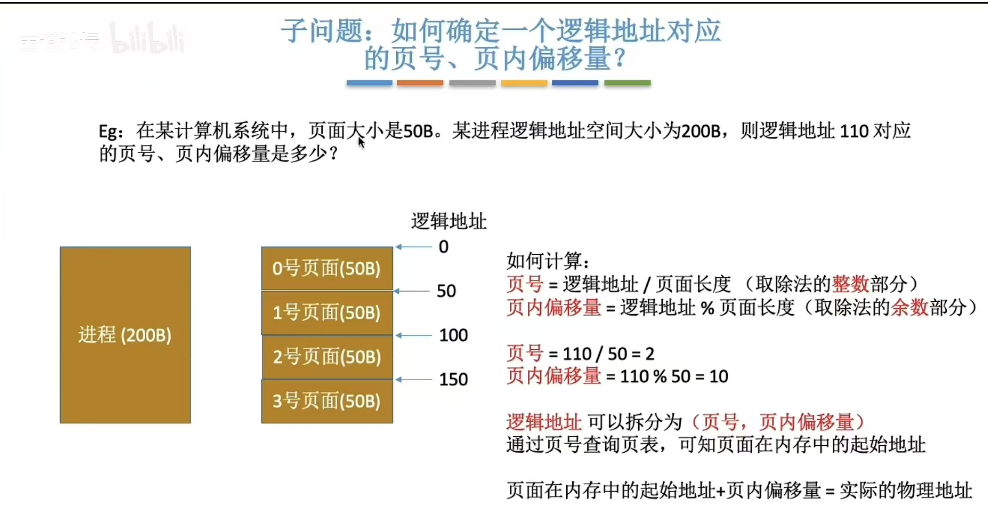 bilibili
子问题：如何确定一个逻辑地址对应
的页号、页内偏移量？
Eg：在某计算机系统中，页面大小是50B。某进程逻辑地址空间大小为200B，则逻辑地址 110 对应
的页号、页内偏移量是多少？
逻辑地址
进程 (200B)
0号页面(50B)
1号页面(50B)
2号页面(50B)
3号页面(50B)
0
50
100
150
如何计算：
页号 = 逻辑地址 / 页面长度 （取除法的整数部分）
页内偏移量 = 逻辑地址 % 页面长度（取除法的余数部分）
页号 = 110 / 50 = 2
页内偏移量 = 110 % 50 = 10
逻辑地址 可以拆分为（页号，页内偏移量）
通过页号查询页表，可知页面在内存中的起始地址
页面在内存中的起始地址+页内偏移量 = 实际的物理地址